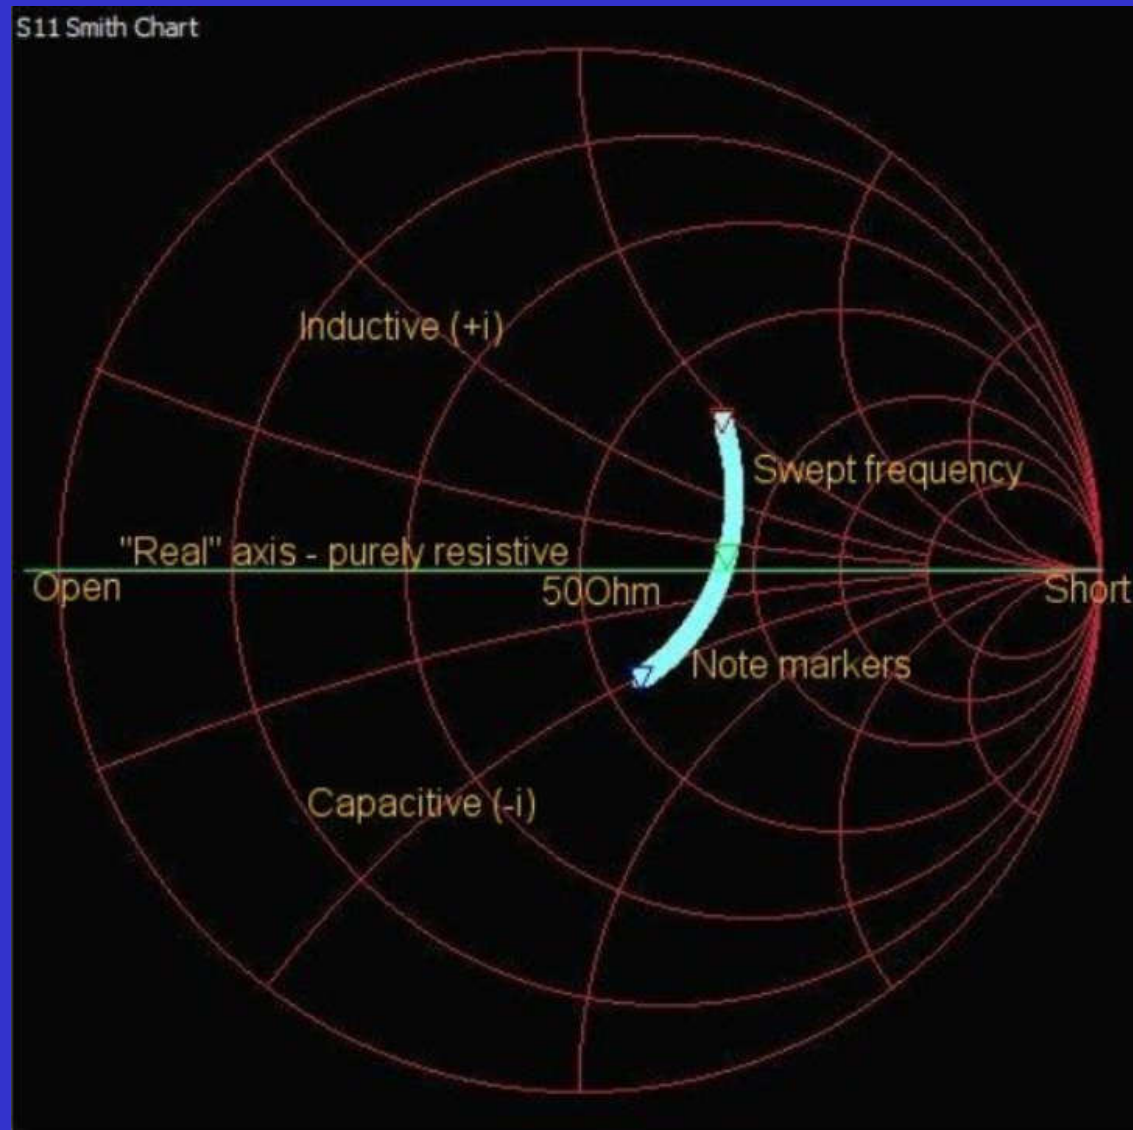 S11 Smith Chart
Inductive (+i)
Swept frequency
"Real" axis - purely resistive
Open
50Ohm
Short
Note markers
Capacitive (-i)